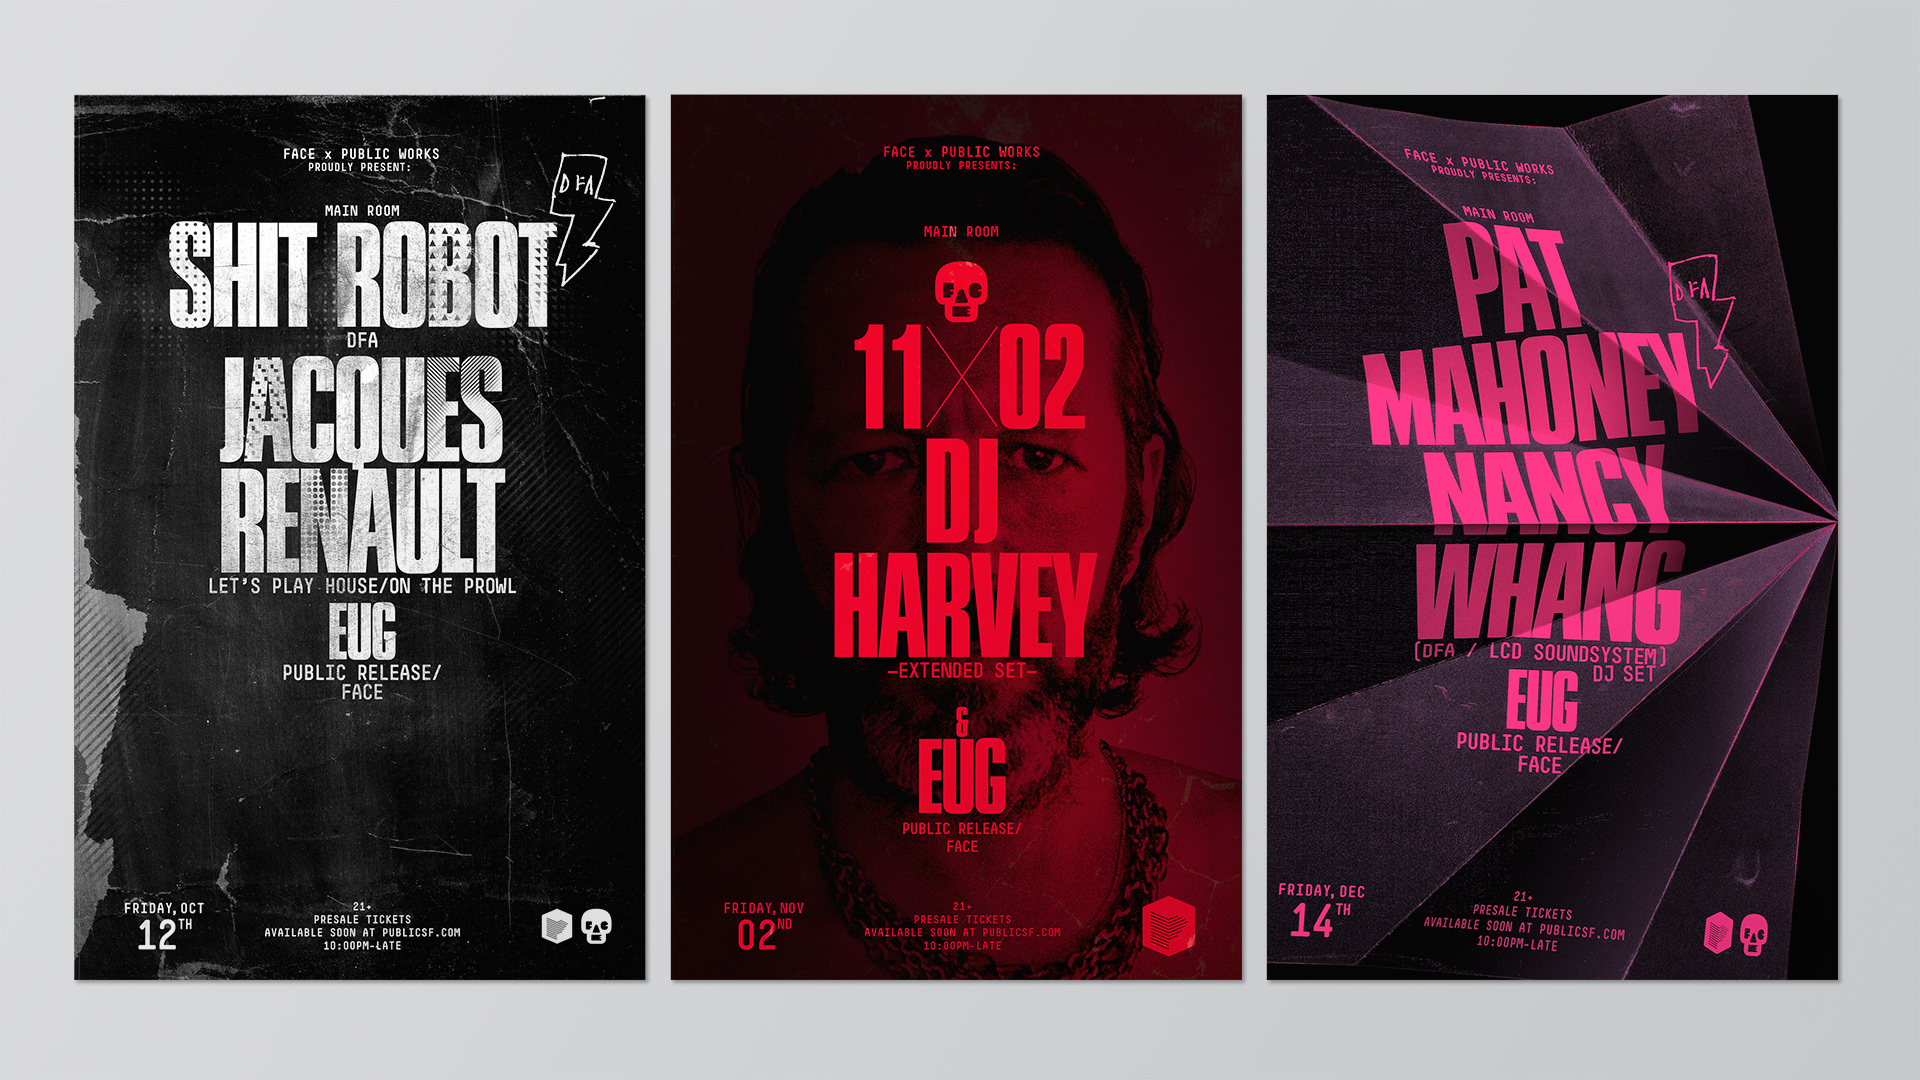 FACE x PUBLIC WORKS
PROUDLY PRESENT:
DFA
MAIN ROOM
SHIT ROBOT
DFA
JACQUES
RENAULT
LET'S PLAY HOUSE/ON THE PROWL
EUG
PUBLIC RELEASE/
FACE
FRIDAY, OCT
12TH
21+
PRESALE TICKETS
AVAILABLE SOON AT PUBLICSF.COM
10:00PM-LATE
FACE
FACE x PUBLIC WORKS
PROUDLY PRESENTS:
MAIN ROOM
FACE
11X02
DJ
HARVEY
-EXTENDED SET-
&
EUG
PUBLIC RELEASE/
FACE
FRIDAY, NOV
02ND
21+
PRESALE TICKETS
AVAILABLE SOON AT PUBLICSF.COM
10:00PM-LATE
FACE x PUBLIC WORKS
PROUDLY PRESENTS:
MAIN ROOM
PAT
DFA
MAHONEY
NANCY
WHANG
(DFA / LCD SOUNDSYSTEM)
DJ SET
EUG
PUBLIC RELEASE/
FACE
FRIDAY, DEC
14TH
21+
PRESALE TICKETS
AVAILABLE SOON AT PUBLICSF.COM
10:00PM-LATE
FACE